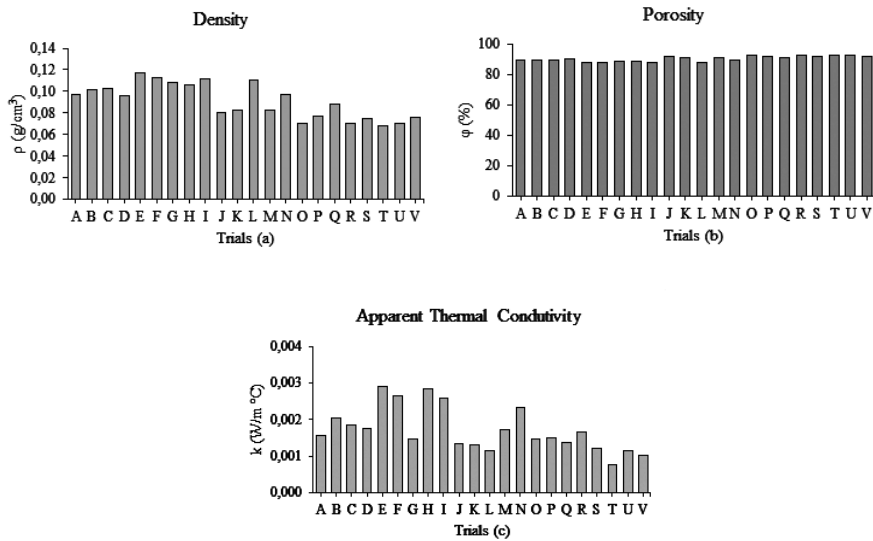 Density
0,14
0,12
0,10
0,08
0,06
0,04
0,02
0,00
ρ (g/cm³)
A B C D E F G H I J K L M N O P Q R S T U V
Trials (a)
Porosity
100
80
60
40
20
0
φ (%)
A B C D E F G H I J K L M N O P Q R S T U V
Trials (b)
Apparent Thermal Condutivity
0,004
0,003
0,002
0,001
0,000
k (W/m °C)
A B C D E F G H I J K L M N O P Q R S T U V
Trials (c)